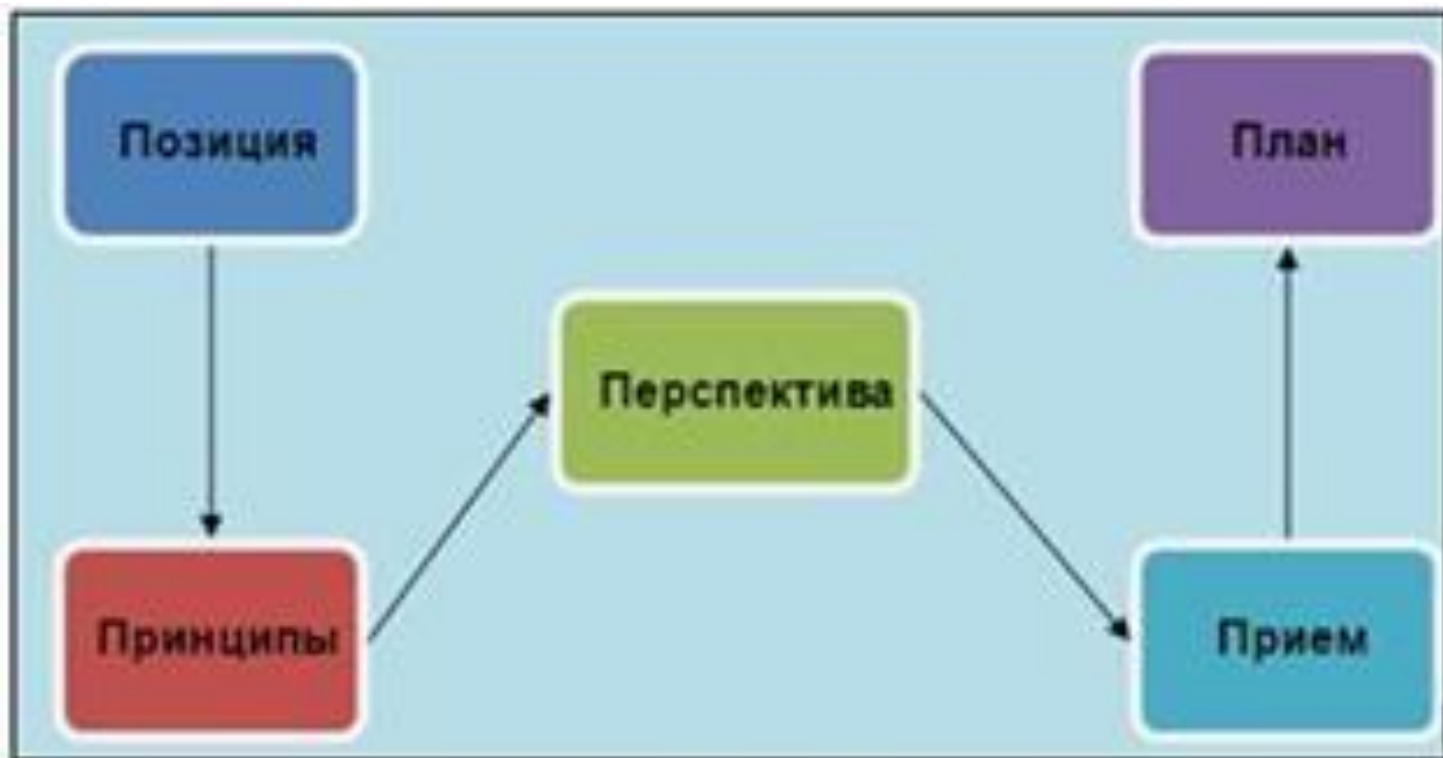 Позиция
План
Перспектива
Принципы
Прием